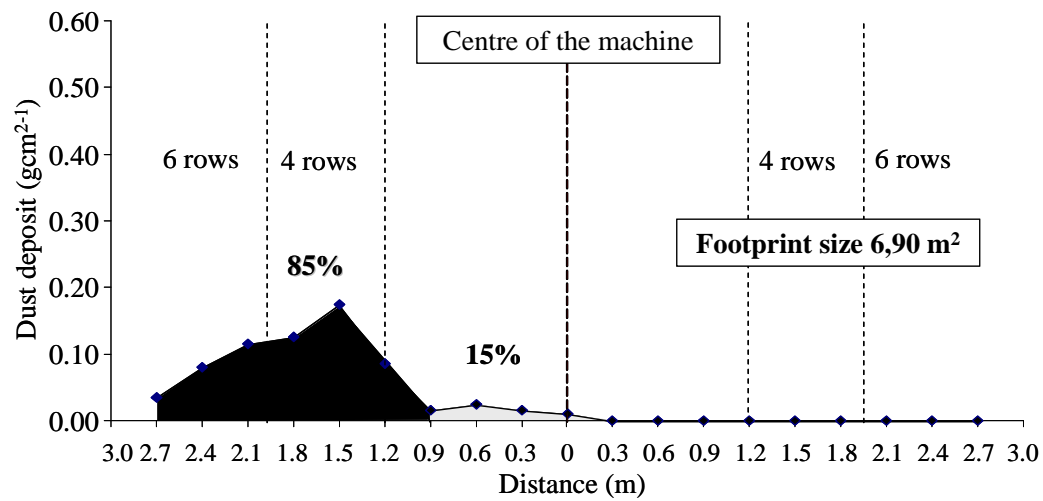 0.60
Centre of the machine
0.50
0.40
6 rows
4 rows
4 rows
6 rows
0.30
Footprint size 6,90 m²
85%
0.20
15%
0.10
0.00
Dust deposit (gcm²⁻¹)
3.0 2.7 2.4 2.1 1.8 1.5 1.2 0.9 0.6 0.3 0 0.3 0.6 0.9 1.2 1.5 1.8 2.1 2.4 2.7 3.0
Distance (m)